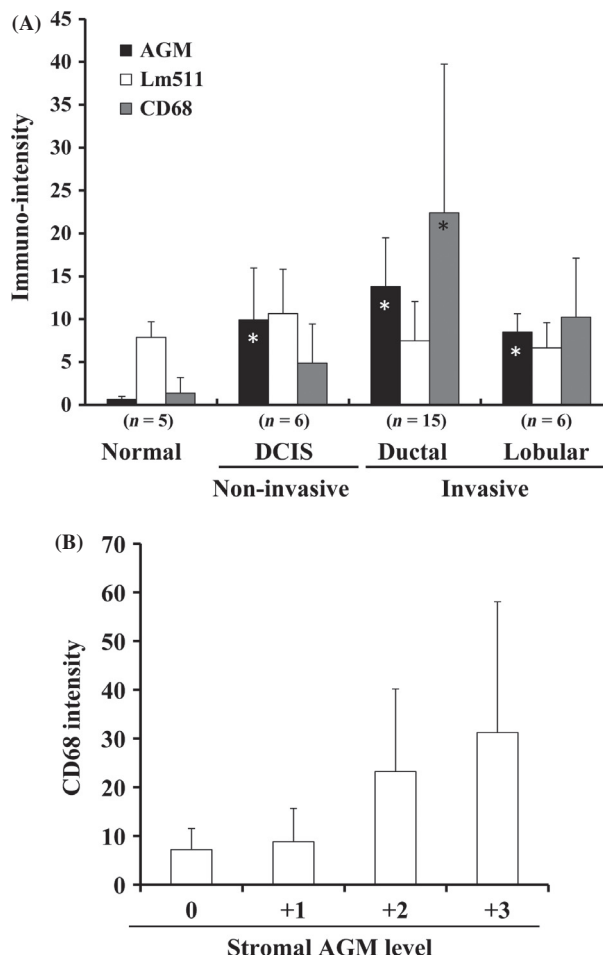 (A)
AGM
Lm511
CD68
Immuno-intensity
45
40
35
30
25
20
15
10
5
0
*
*
*
*
(n = 5)
(n = 6)
(n = 15)
(n = 6)
Normal
DCIS
Ductal
Lobular
Non-invasive
Invasive
(B)
CD68 intensity
70
60
50
40
30
20
10
0
0
+1
+2
+3
Stromal AGM level